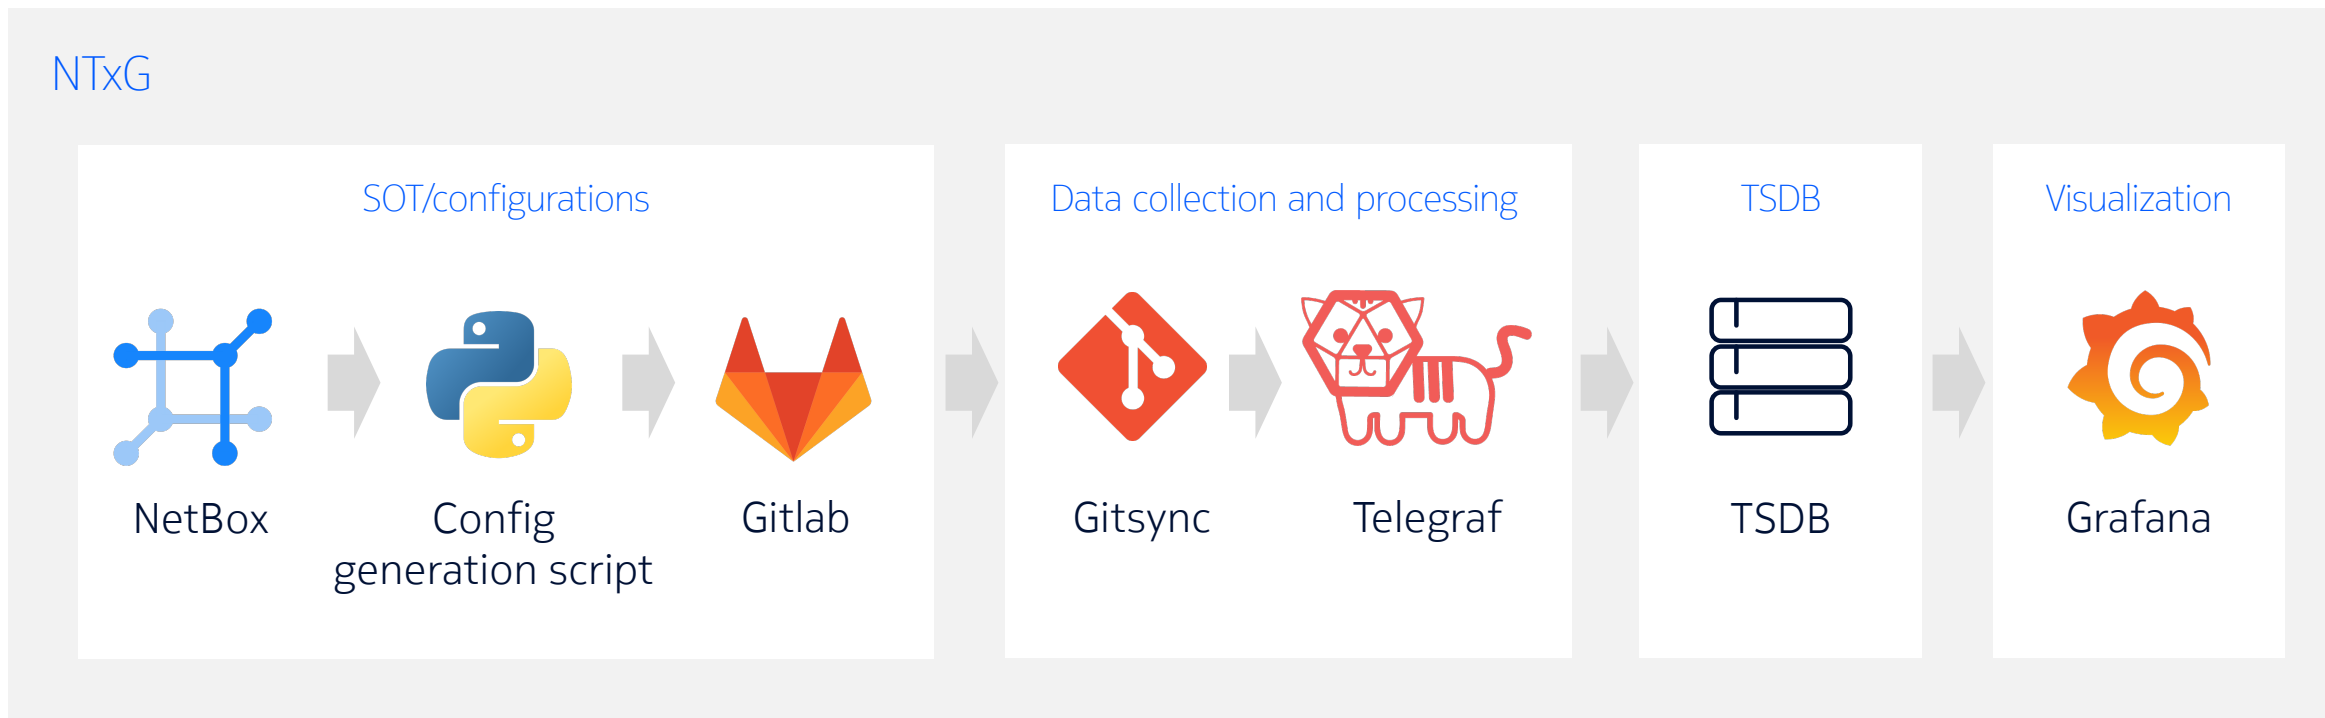 NTxG
SOT/configurations
NetBox
Config
generation script
Gitlab
Data collection and processing
Gitsync
Telegraf
TSDB
TSDB
Visualization
Grafana